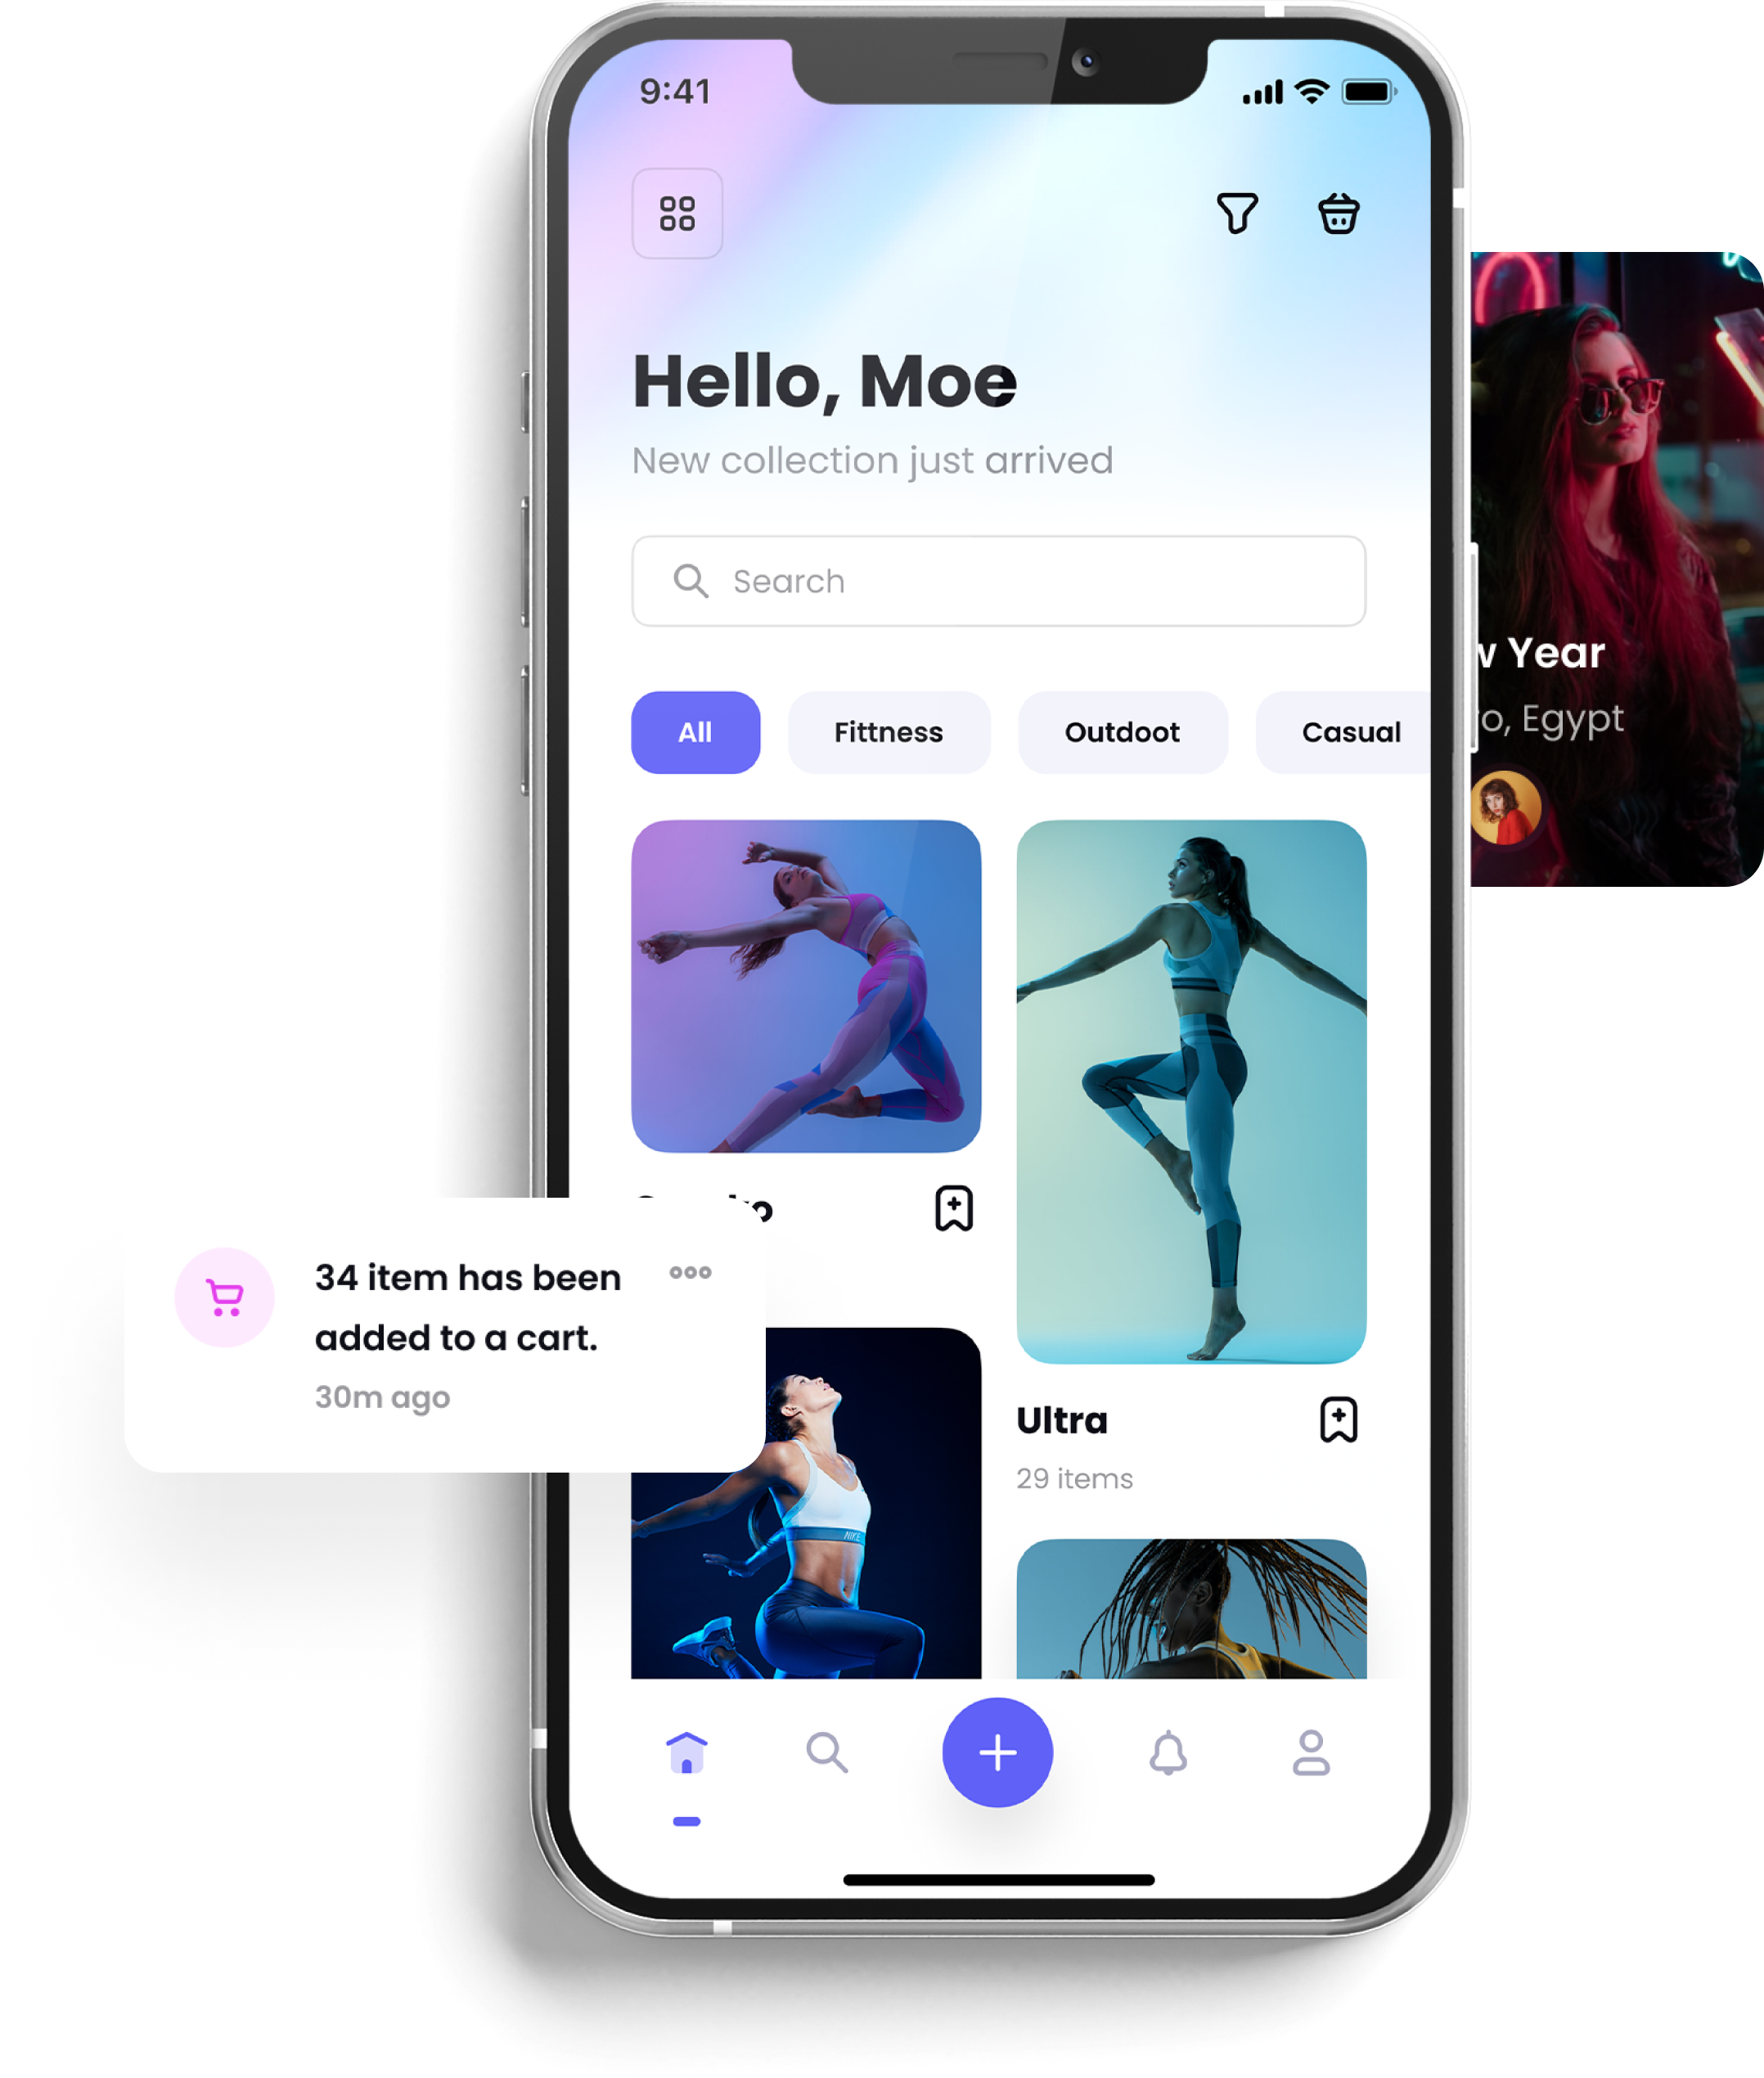 9:41
Hello, Moe
New collection just arrived
Search
All
Fittness
Outdoot
Casual
Year
Egypt
34 item has been
added to a cart.
30m ago
NIKE
Ultra
29 items